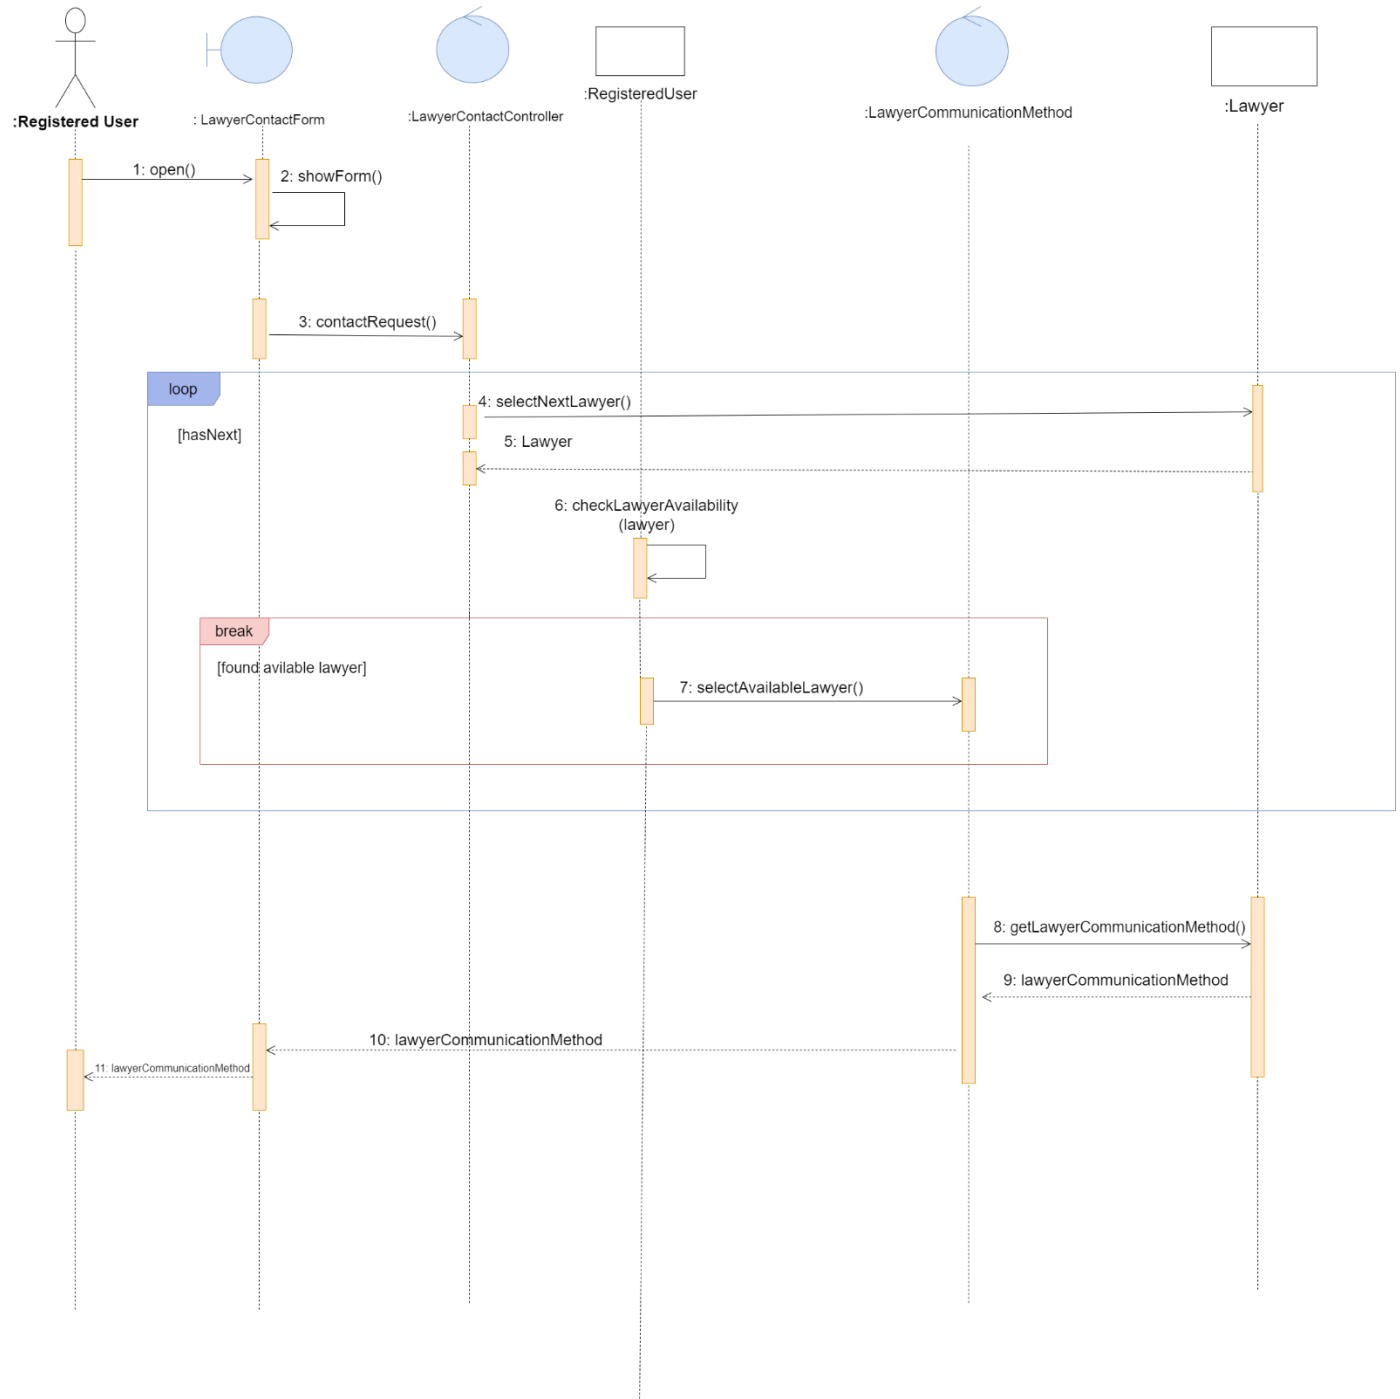 :Registered User
: LawyerContactForm
:LawyerContactController
:RegisteredUser
:LawyerCommunicationMethod
:Lawyer
1: open()
2: showForm()
3: contactRequest()
loop
[hasNext]
4: selectNextLawyer()
5: Lawyer
6: checkLawyerAvailability
(lawyer)
break
[found avilable lawyer]
7: selectAvailableLawyer()
8: getLawyerCommunicationMethod()
9: lawyerCommunicationMethod
10: lawyerCommunicationMethod
11: lawyerCommunicationMethod